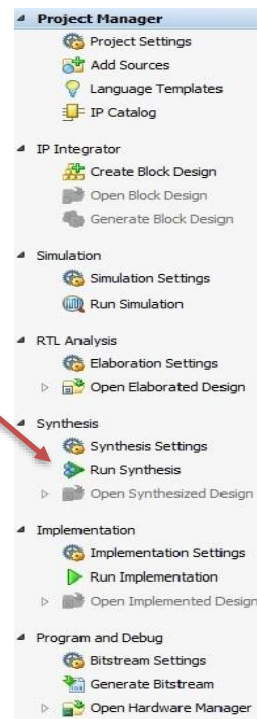 Project Manager
Project Settings
Add Sources
Language Templates
IP Catalog
IP Integrator
Create Block Design
Open Block Design
Generate Block Design
Simulation
Simulation Settings
Run Simulation
RTL Analysis
Elaboration Settings
Open Elaborated Design
Synthesis
Synthesis Settings
Run Synthesis
Open Synthesized Design
Implementation
Implementation Settings
Run Implementation
Open Implemented Design
Program and Debug
Bitstream Settings
Generate Bitstream
Open Hardware Manager